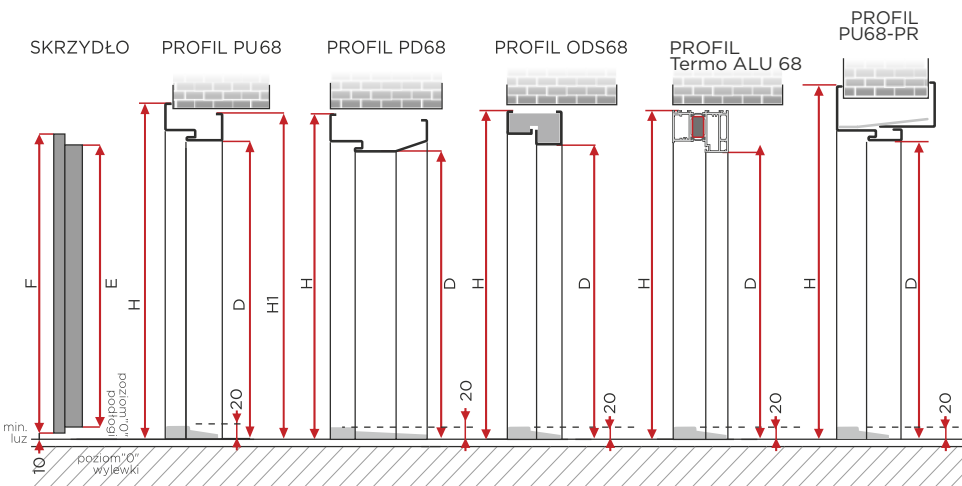 SKRZYDŁO
PROFIL PU68
PROFIL PD68
PROFIL ODS68
PROFIL
Termo ALU 68
PROFIL
PU68-PR
F
E
H
D
H1
H
D
H
D
H
D
H
D
20
20
20
20
20
poziom "0"
podłogi
min.
luz
10
poziom"0"
wylewki